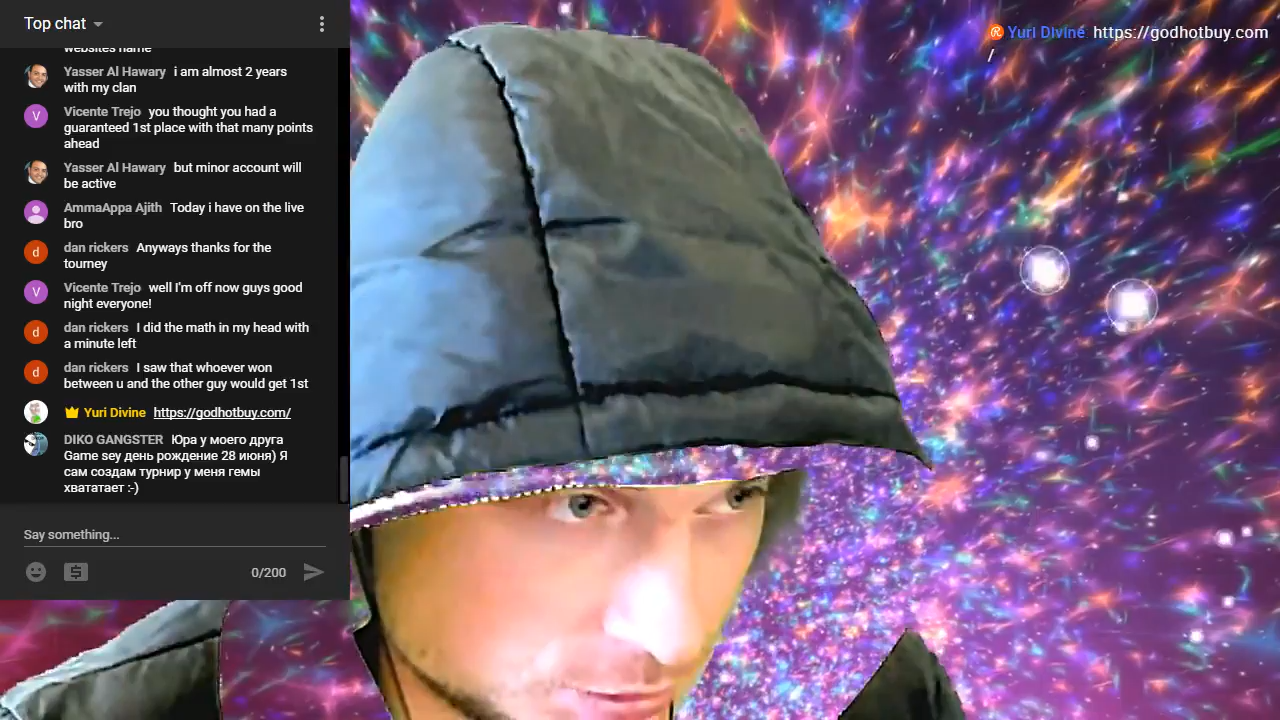 Top chat
websites name
Yasser Al Hawary i am almost 2 years
with my clan
V
Vicente Trejo you thought you had a
guaranteed 1st place with that many points
ahead
Yasser Al Hawary but minor account will
be active
AmmaAppa Ajith Today i have on the live
bro
d
dan rickers Anyways thanks for the
tourney
V
Vicente Trejo well I'm off now guys good
night everyone!
d
dan rickers I did the math in my head with
a minute left
d
dan rickers I saw that whoever won
between u and the other guy would get 1st
Yuri Divine https://godhotbuy.com/
DIKO GANGSTER Юра у моего друга
Game sey день рождение 28 июня) Я
сам создам турнир у меня гемы
хвататает :-)
Say something...
0/200
Yuri Divine https://godhotbuy.com
/